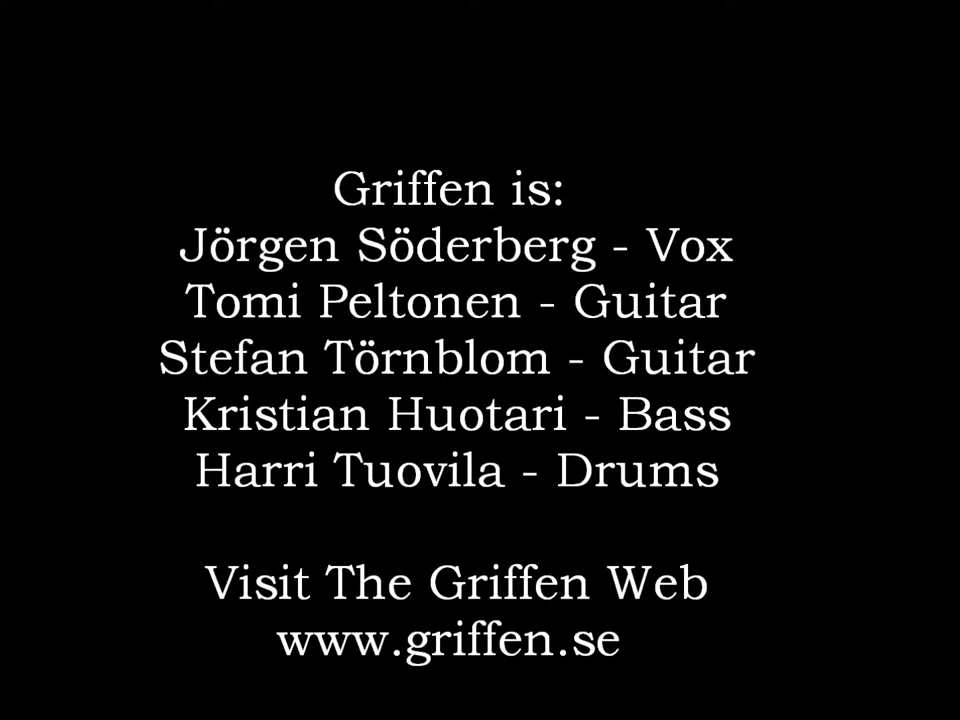 Griffen is:
Jörgen Söderberg - Vox
Tomi Peltonen - Guitar
Stefan Törnblom - Guitar
Kristian Huotari - Bass
Harri Tuovila - Drums
Visit The Griffen Web
www.griffen.se